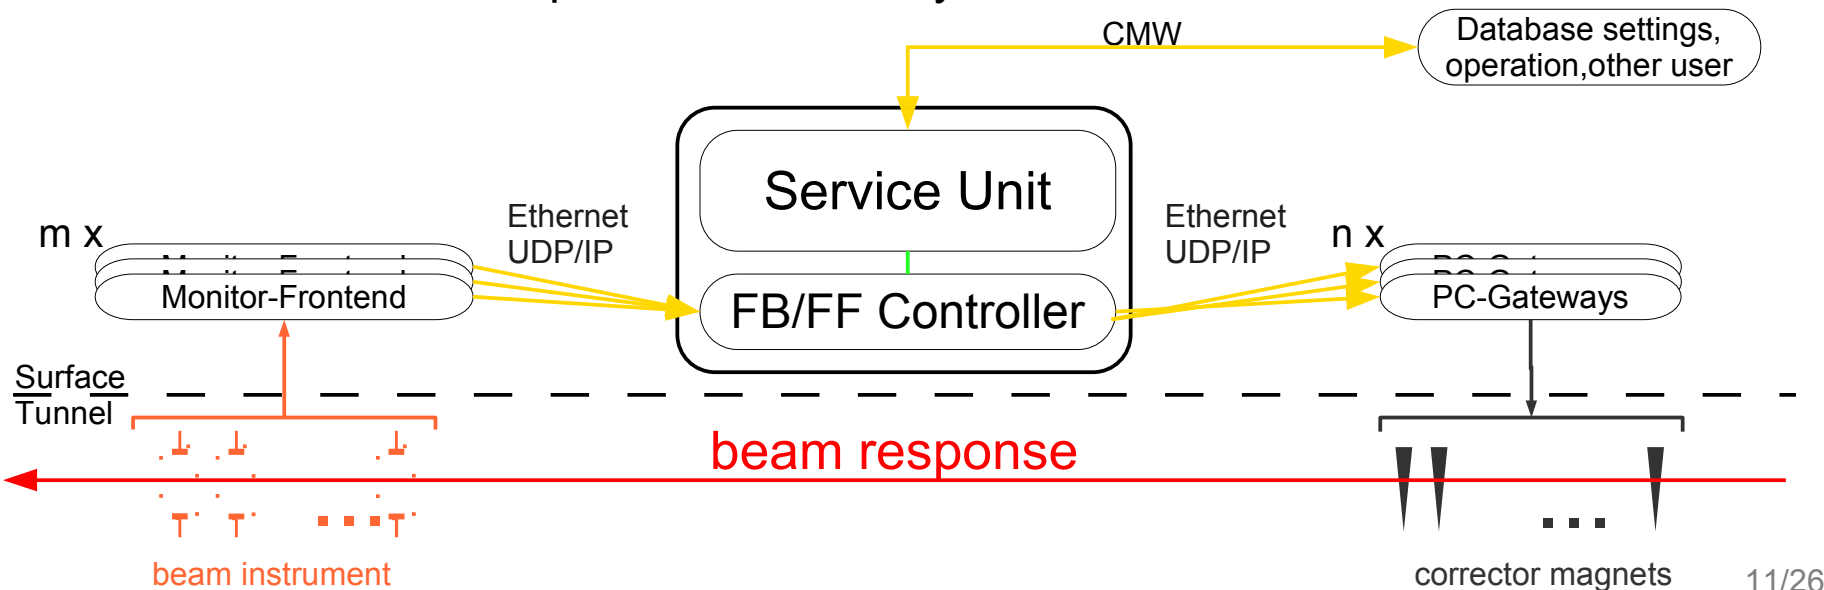 CMW
Database settings,
operation,other user
Service Unit
Ethernet
UDP/IP
Ethernet
UDP/IP
m x
n x
Monitor-Frontend
FB/FF Controller
PC-Gateways
Surface
Tunnel
beam response
beam instrument
corrector magnets
11/26